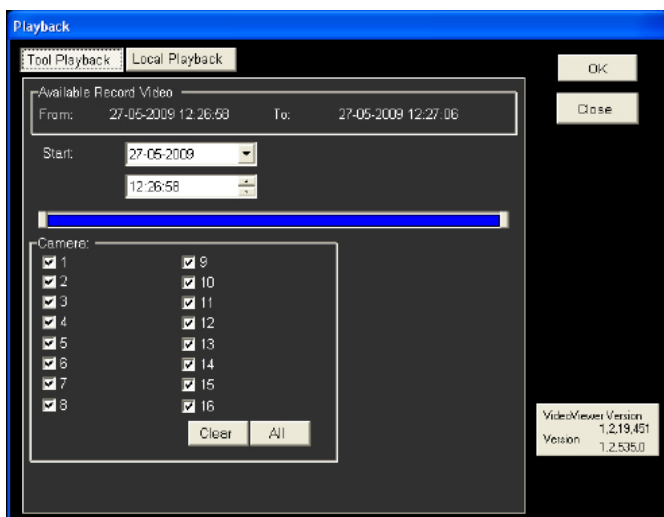 Playback
Tool Playback
Local Playback
OK
Close
Available Record Video
From: 27-05-2009 12:26:58 To: 27-05-2009 12:27:06
Start: 27-05-2009
12:26:58
Camera:
1 9
2 10
3 11
4 12
5 13
6 14
7 15
8 16
Clear All
VideoViewer Version
1,2,19,451
Version
1.2.535.0